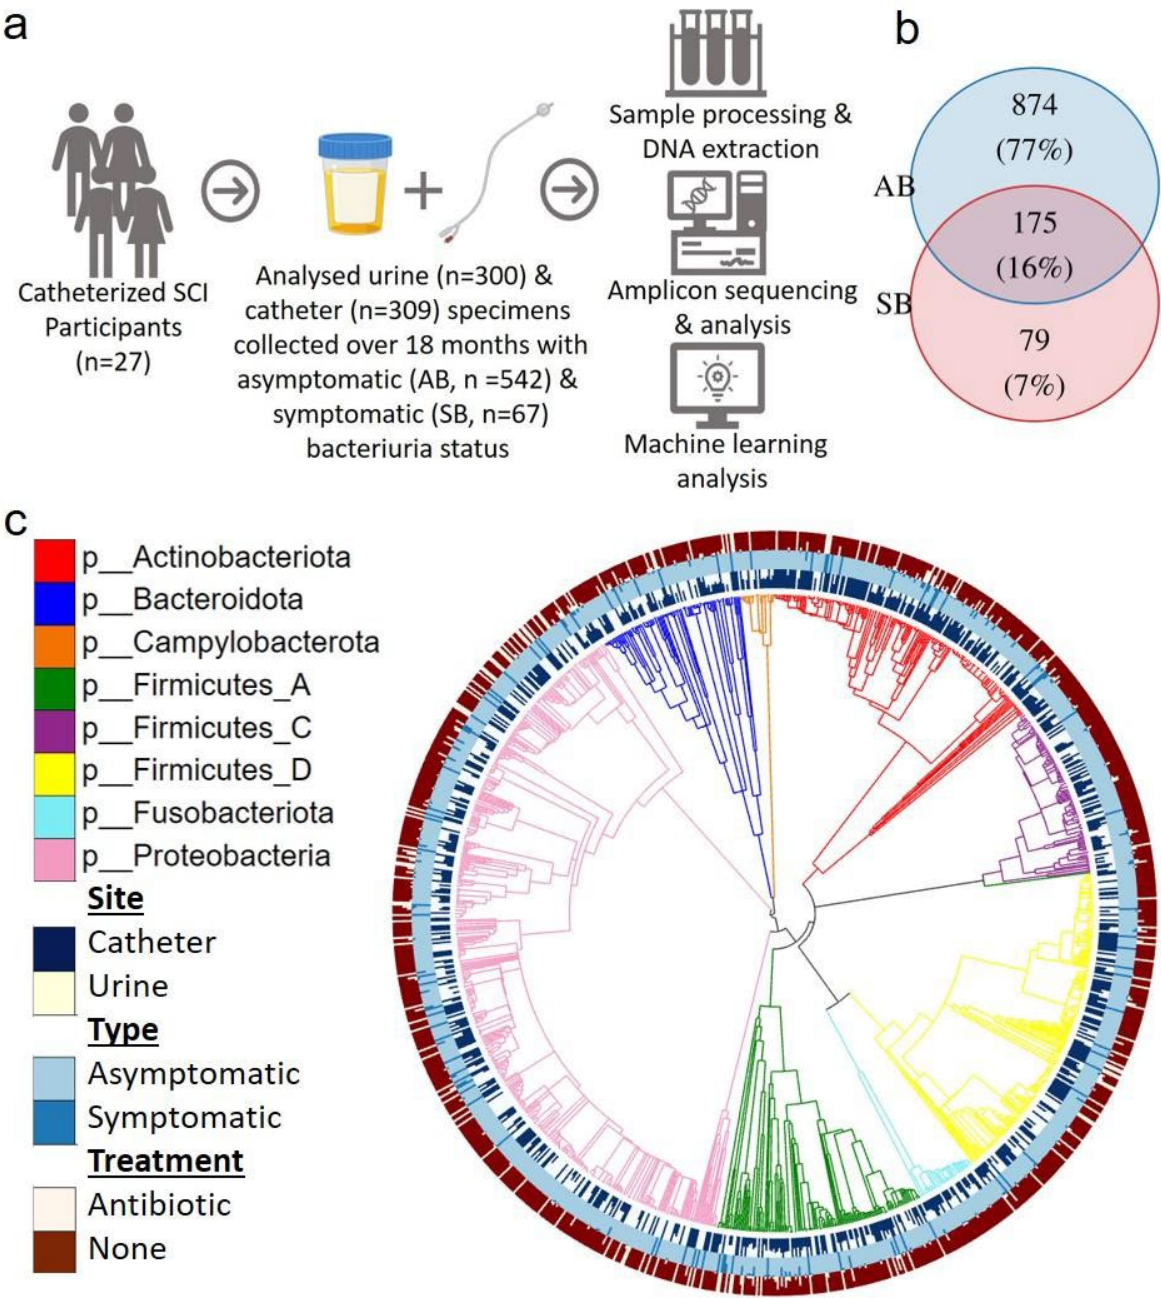 a
Catheterized SCI
Participants
(n=27)
Analysed urine (n=300) &
catheter (n=309) specimens
collected over 18 months with
asymptomatic (AB, n =542) &
symptomatic (SB, n=67)
bacteriuria status
Sample processing &
DNA extraction
Amplicon sequencing
& analysis
Machine learning
analysis
b
AB
SB
874
(77%)
175
(16%)
79
(7%)
c
p__Actinobacteriota
p__Bacteroidota
p__Campylobacterota
p__Firmicutes_A
p__Firmicutes_C
p__Firmicutes_D
p__Fusobacteriota
p__Proteobacteria
Site
Catheter
Urine
Type
Asymptomatic
Symptomatic
Treatment
Antibiotic
None